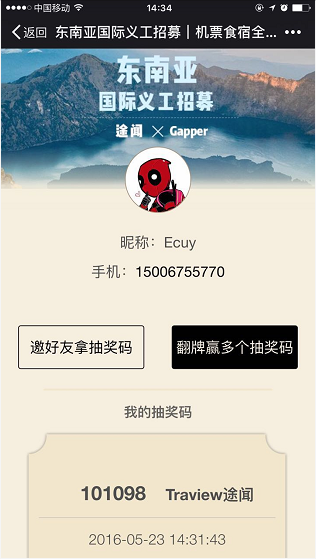 中国移动 14:34
返回 东南亚国际义工招募 | 机票食宿全...
东南亚
国际义工招募
途闻 × Gapper
昵称：Ecuy
手机：15006755770
邀好友拿抽奖码
翻牌赢多个抽奖码
我的抽奖码
101098 Traview途闻
2016-05-23 14:31:43